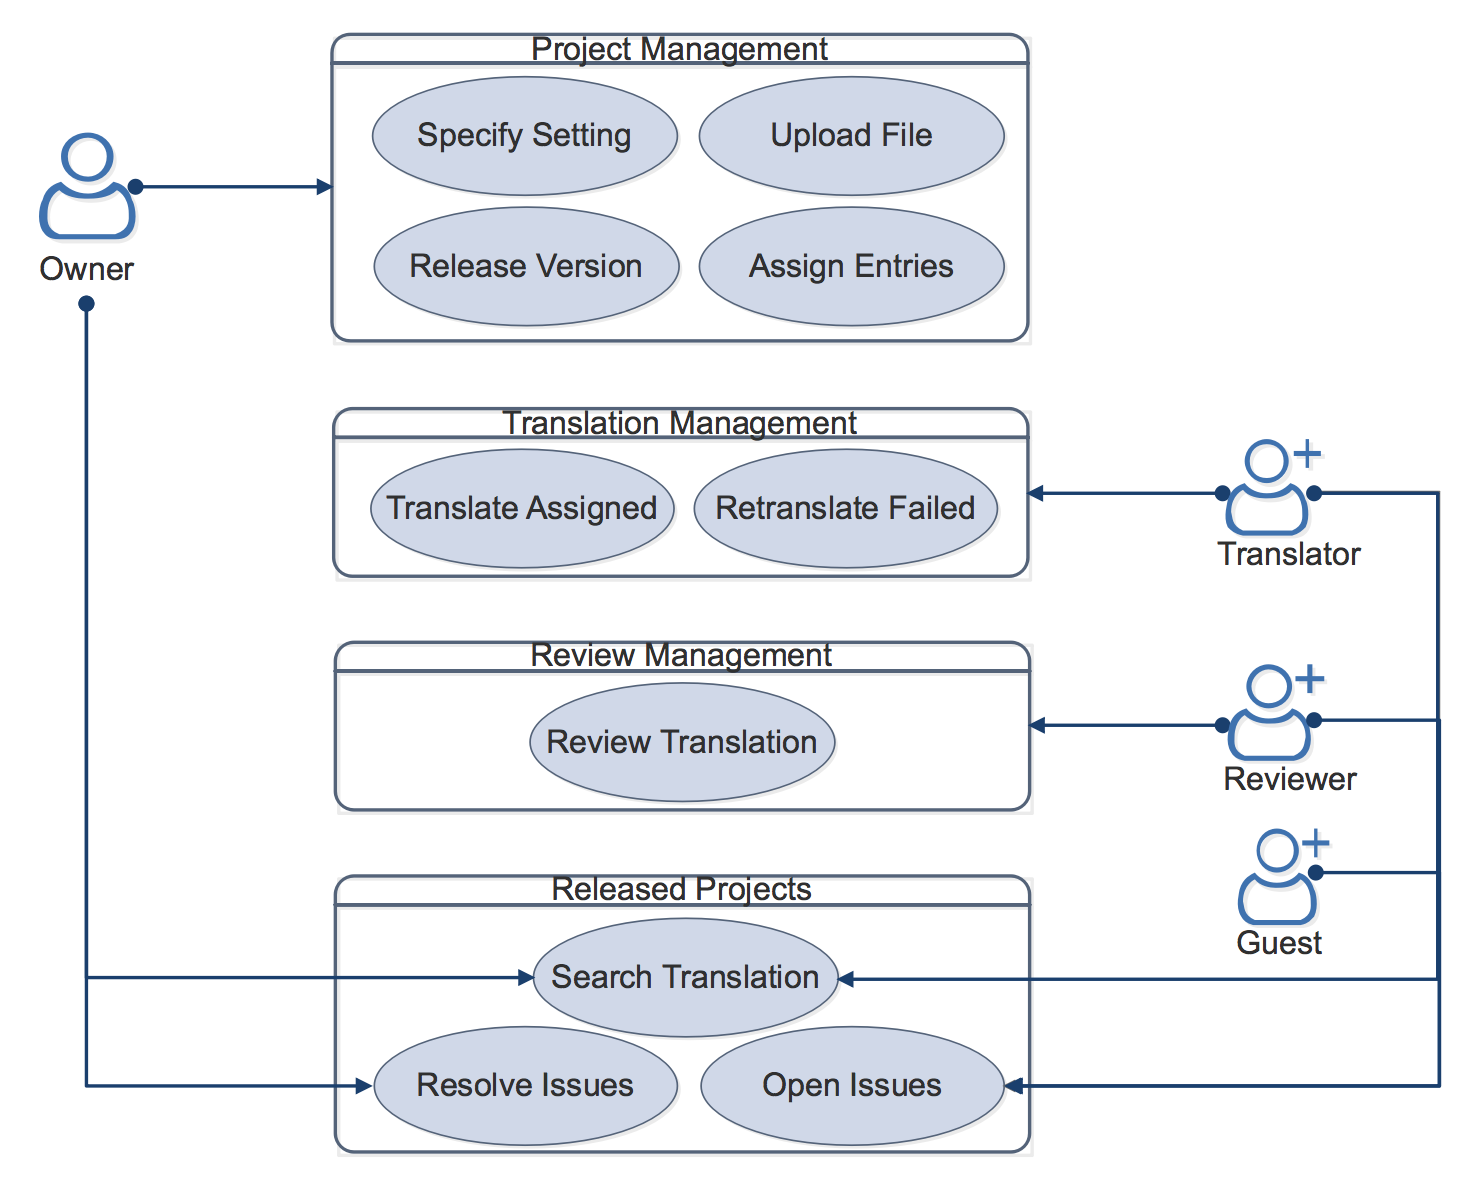 Project Management
Specify Setting
Upload File
Release Version
Assign Entries
Owner
Translation Management
Translate Assigned
Retranslate Failed
Translator
Review Management
Review Translation
Reviewer
Released Projects
Guest
Search Translation
Resolve Issues
Open Issues